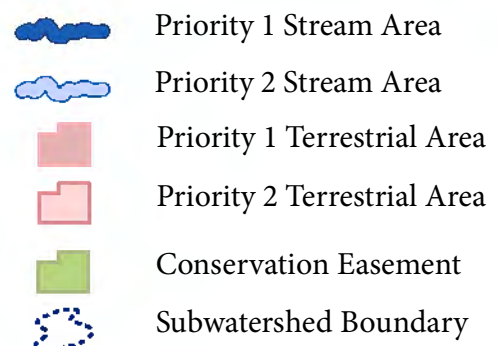 Priority 1 Stream Area
Priority 2 Stream Area
Priority 1 Terrestrial Area
Priority 2 Terrestrial Area
Conservation Easement
Subwatershed Boundary